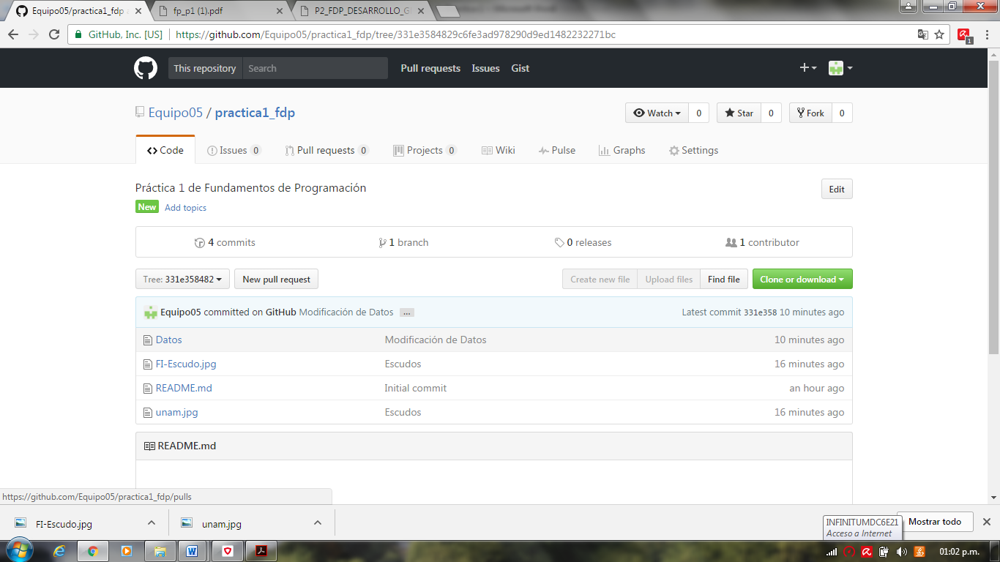 Equipo05/practica1_fdp
fp_p1 (1).pdf
P2_FDP_DESARROLLO_G
GitHub, Inc. [US]
https://github.com/Equipo05/practica1_fdp/tree/331e3584829c6fe3ad978290d9ed1482232271bc
1
This repository
Search
Pull requests
Issues
Gist
Equipo05 / practica1_fdp
Watch
0
Star
0
Fork
0
Code
Issues 0
Pull requests 0
Projects 0
Wiki
Pulse
Graphs
Settings
Práctica 1 de Fundamentos de Programación
Edit
New
Add topics
4 commits
1 branch
0 releases
1 contributor
Tree: 331e358482
New pull request
Create new file
Upload files
Find file
Clone or download
Equipo05 committed on GitHub Modificación de Datos ...
Latest commit 331e358 10 minutes ago
Datos
Modificación de Datos
10 minutes ago
FI-Escudo.jpg
Escudos
16 minutes ago
README.md
Initial commit
an hour ago
unam.jpg
Escudos
16 minutes ago
README.md
https://github.com/Equipo05/practica1_fdp/pulls
FI-Escudo.jpg
unam.jpg
INFINITUMDC6E21
Acceso a Internet
Mostrar todo
01:02 p.m.